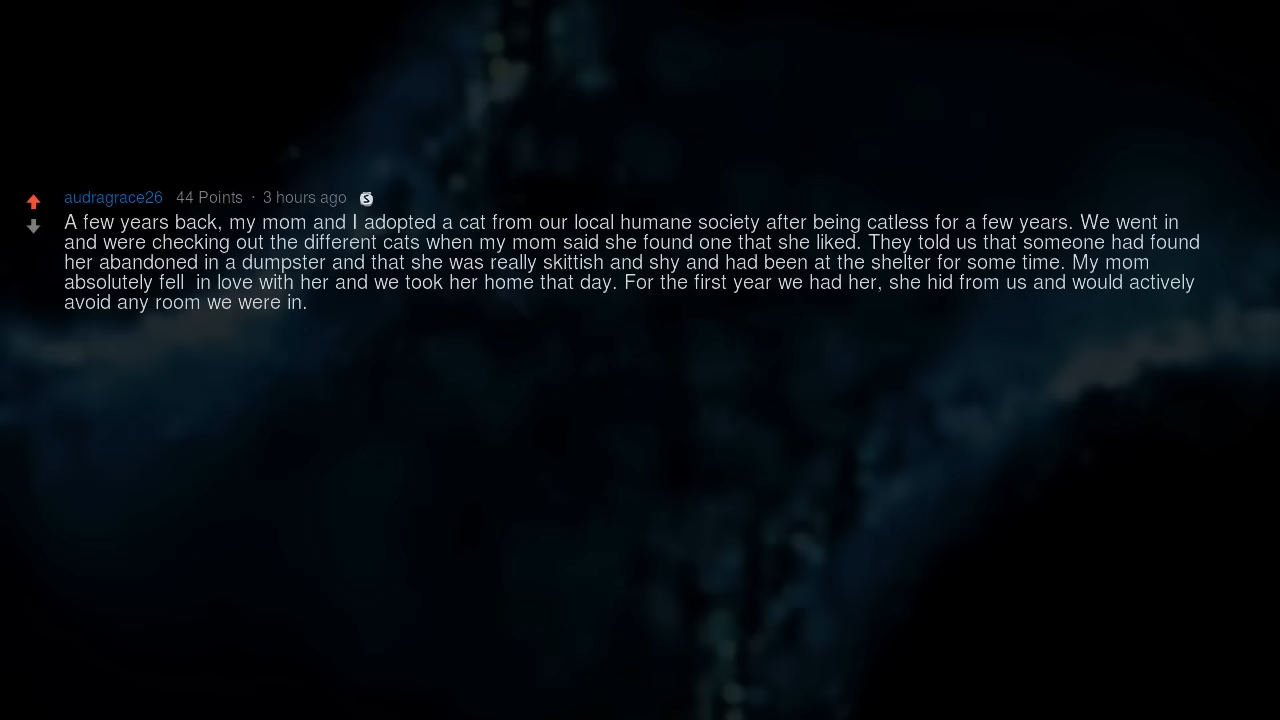 audragrace26 44 Points · 3 hours ago
A few years back, my mom and I adopted a cat from our local humane society after being catless for a few years. We went in
and were checking out the different cats when my mom said she found one that she liked. They told us that someone had found
her abandoned in a dumpster and that she was really skittish and shy and had been at the shelter for some time. My mom
absolutely fell  in love with her and we took her home that day. For the first year we had her, she hid from us and would actively
avoid any room we were in.